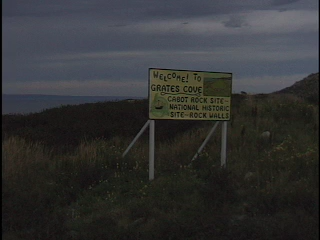 WELCOME! TO
GRATES COVE
CABOT ROCK SITE-
NATIONAL HISTORIC
SITE-ROCK WALLS